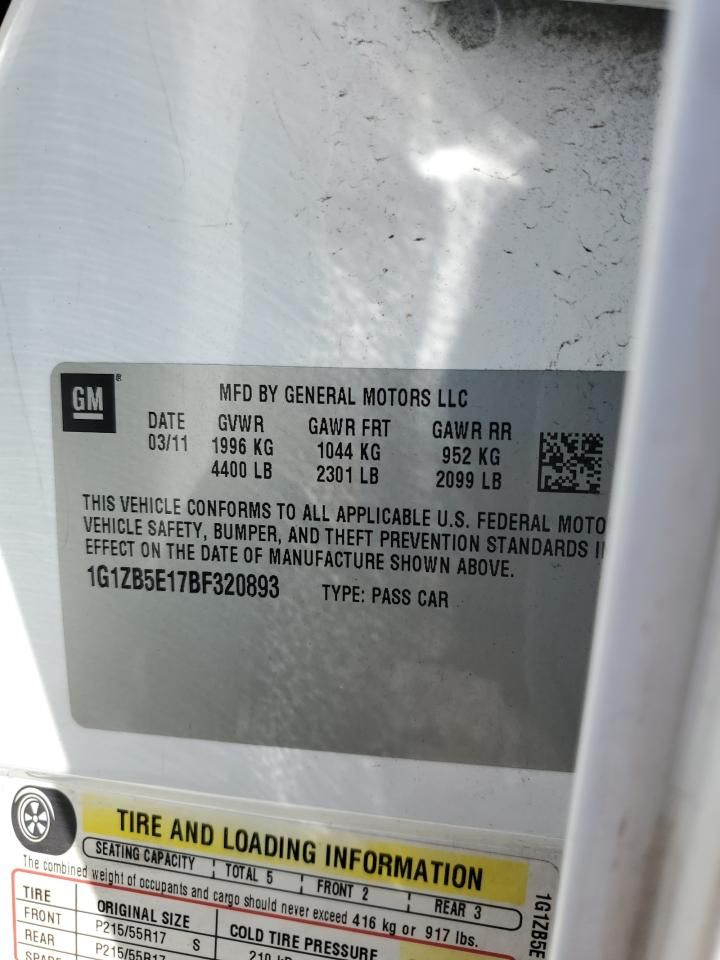 GM ®
MFD BY GENERAL MOTORS LLC
DATE GVWR GAWR FRT GAWR RR
03/11 1996 KG 1044 KG 952 KG
4400 LB 2301 LB 2099 LB
THIS VEHICLE CONFORMS TO ALL APPLICABLE U.S. FEDERAL MOTO
VEHICLE SAFETY, BUMPER, AND THEFT PREVENTION STANDARDS I
EFFECT ON THE DATE OF MANUFACTURE SHOWN ABOVE.
1G1ZB5E17BF320893 TYPE: PASS CAR
TIRE AND LOADING INFORMATION
SEATING CAPACITY TOTAL 5 FRONT 2 REAR 3
The combined weight of occupants and cargo should never exceed 416 kg or 917 lbs.
TIRE ORIGINAL SIZE COLD TIRE PRESSURE
FRONT P215/55R17 S
REAR P215/55R17
1G1ZB5E